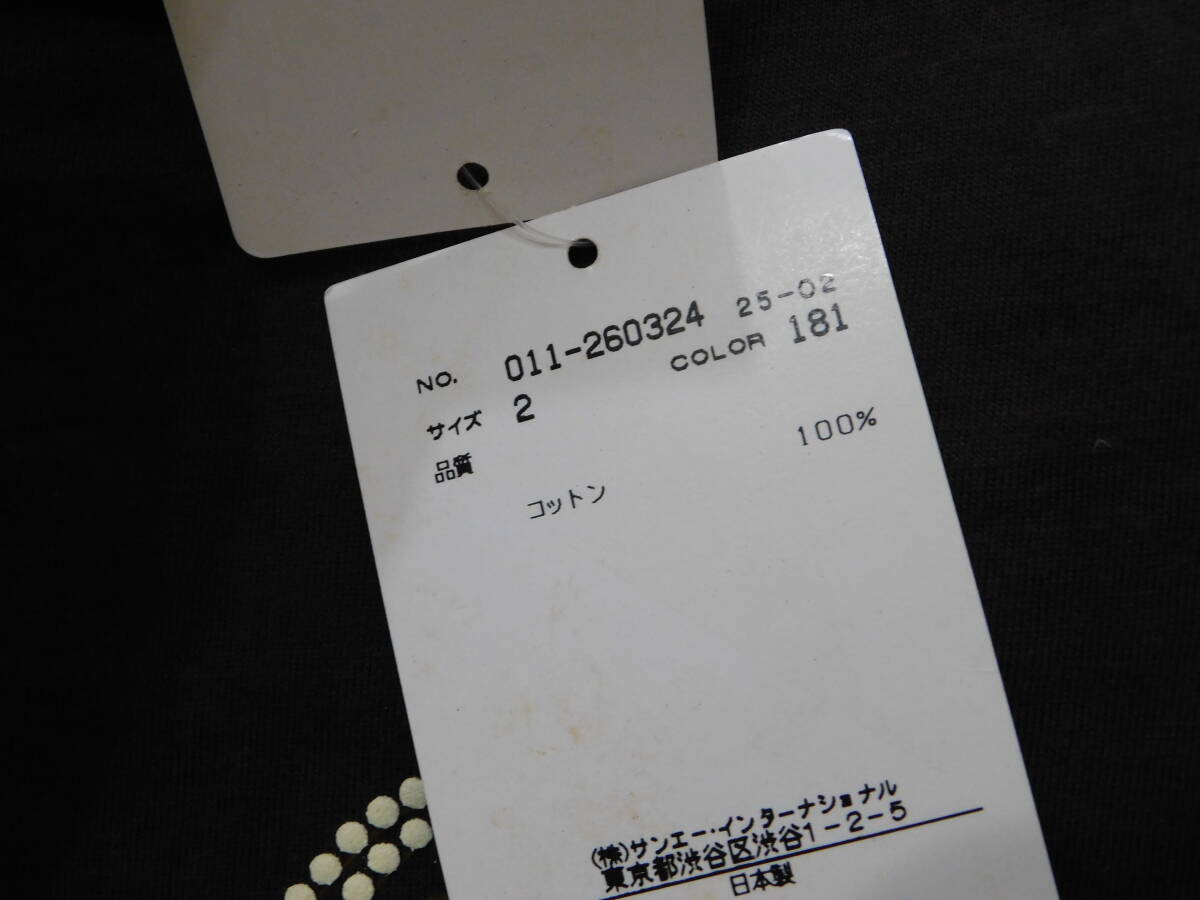 NO. 011-260324 25-02
サイズ 2 COLOR 181
品質
コットン 100%
(株)サンエー・インターナショナル
東京都渋谷区渋谷1-2-5
日本製